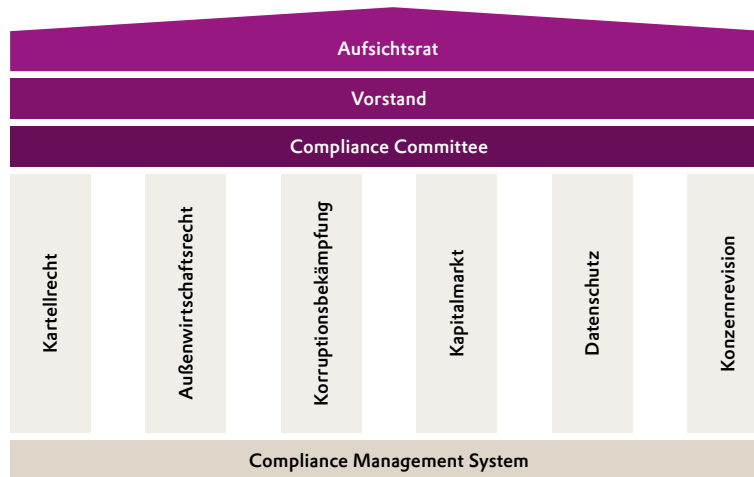 Aufsichtsrat
Vorstand
Compliance Committee
Kartellrecht
Außenwirtschaftsrecht
Korruptionsbekämpfung
Kapitalmarkt
Datenschutz
Konzernrevision
Compliance Management System